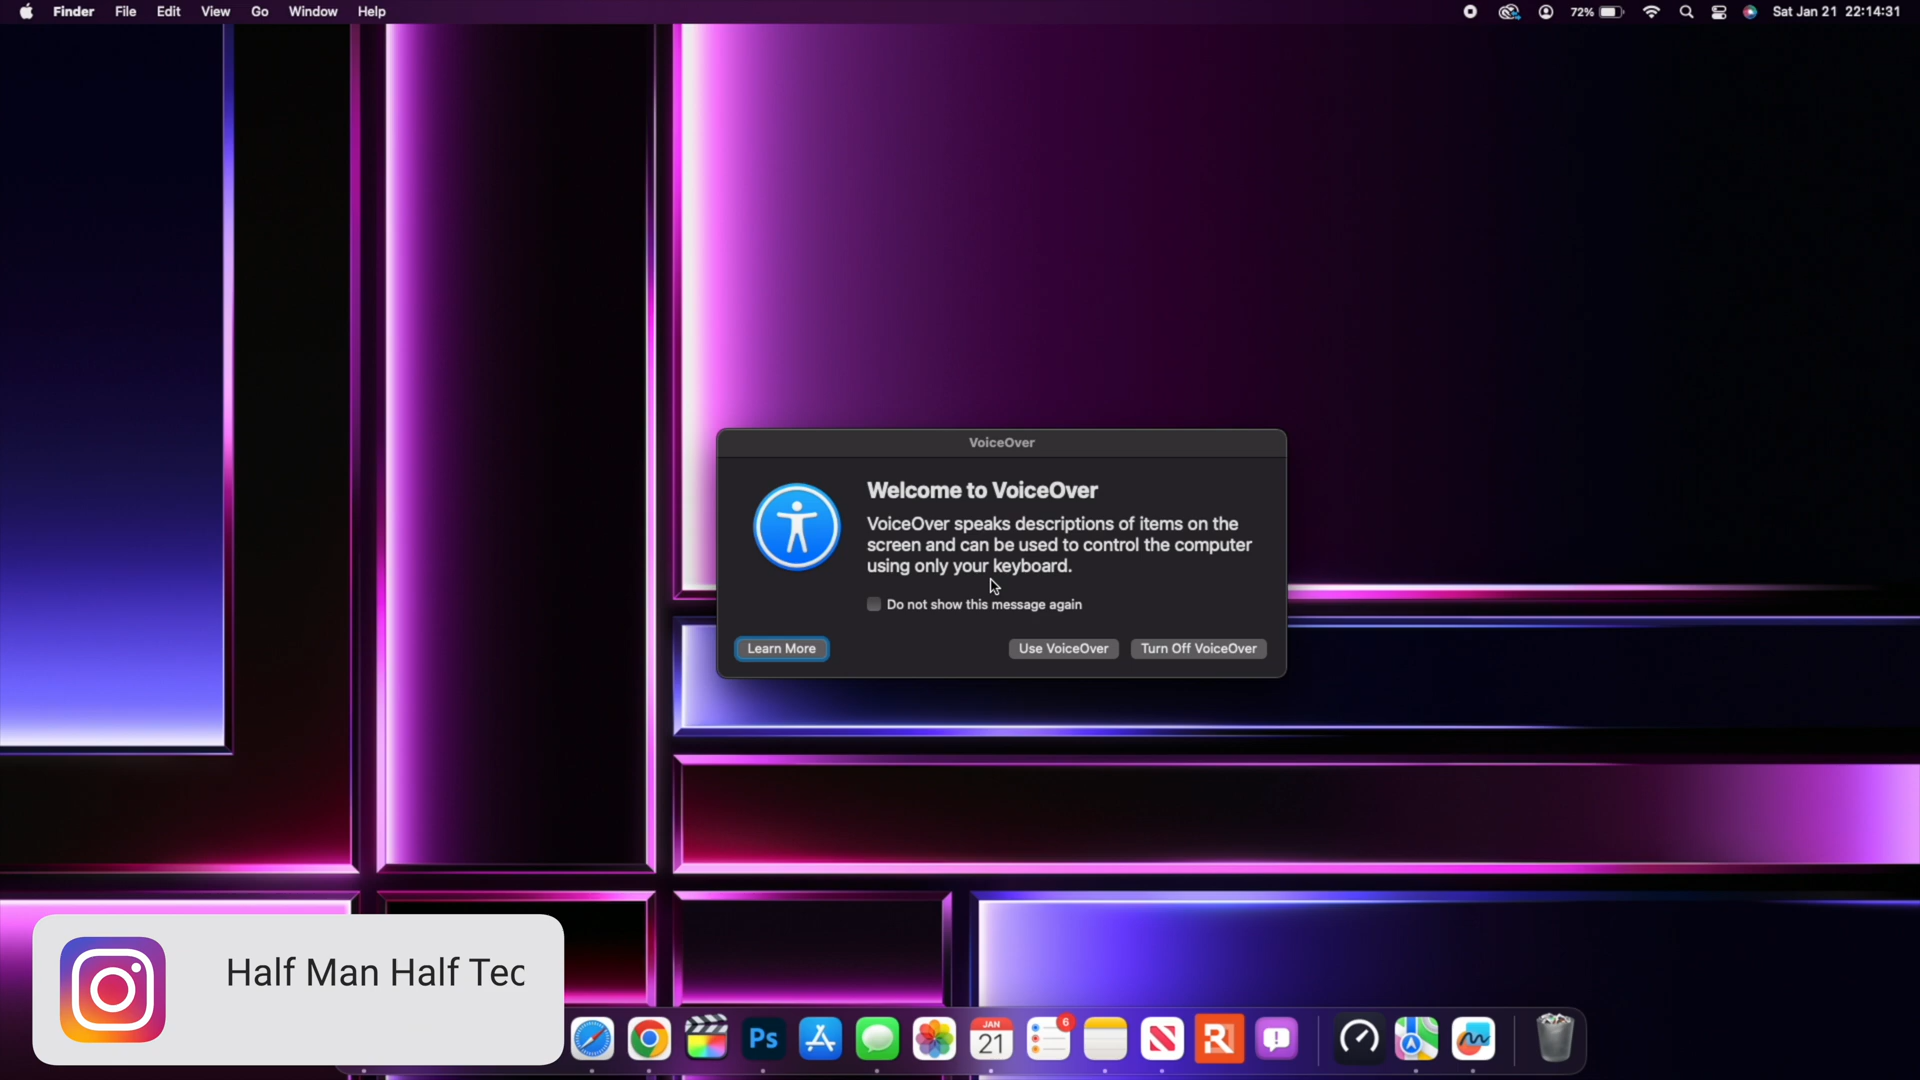 Finder File Edit View Go Window Help 72% Sat Jan 21 22:14:31
VoiceOver
Welcome to VoiceOver
VoiceOver speaks descriptions of items on the
screen and can be used to control the computer
using only your keyboard.
Do not show this message again
Learn More Use VoiceOver Turn Off VoiceOver
Half Man Half Tec
Ps JAN 21 6